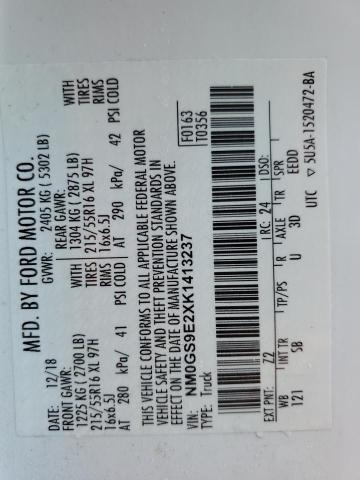 MFD. BY FORD MOTOR CO.
DATE: 12/18 GVWR: 2405 KG ( 5302 LB)
FRONT GAWR: REAR GAWR: WITH
1225 KG ( 2700 LB) 1304 KG ( 2875 LB) TIRES
215/55R16 XL 97H WITH TIRES 215/55R16 XL 97H RIMS
16x6.5J RIMS 16x6.5J
AT 280 kPa/ 41 PSI COLD AT 290 kPa/ 42 PSI COLD
THIS VEHICLE CONFORMS TO ALL APPLICABLE FEDERAL MOTOR
VEHICLE SAFETY AND THEFT PREVENTION STANDARDS IN
EFFECT ON THE DATE OF MANUFACTURE SHOWN ABOVE.
VIN: NM0GS9E2XK1413237 F0163
TYPE: Truck T0356
EXT PNT: 7Z RC: 24 DSO:
WB INT TR TP/PS R AXLE TR SPR
121 SB U 3D EEDD
UTC 5U5A-1520472-BA